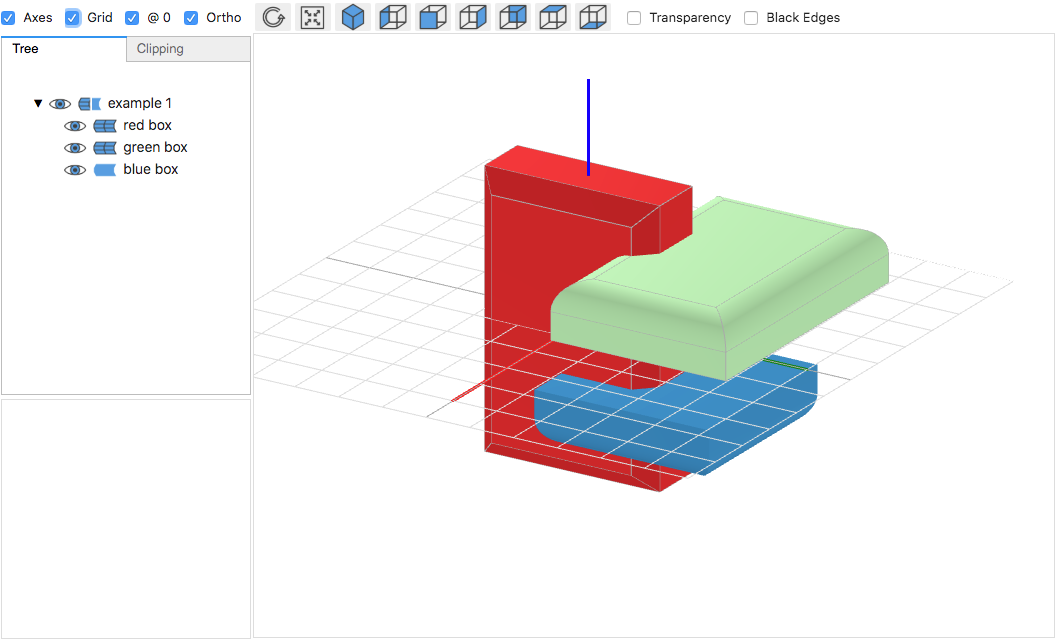 Axes Grid @ 0 Ortho Transparency Black Edges
Tree Clipping
example 1
red box
green box
blue box